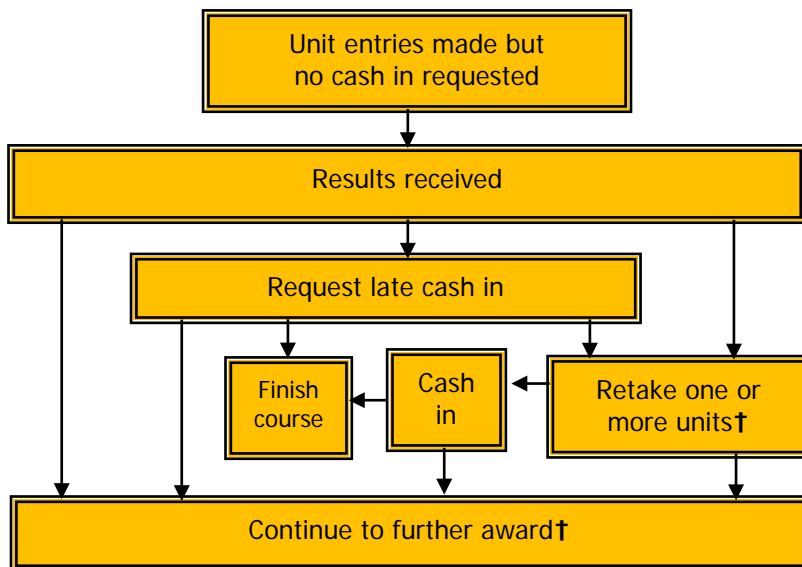 Unit entries made but
no cash in requested
Results received
Request late cash in
Finish
course
Cash
in
Retake one or
more units†
Continue to further award†